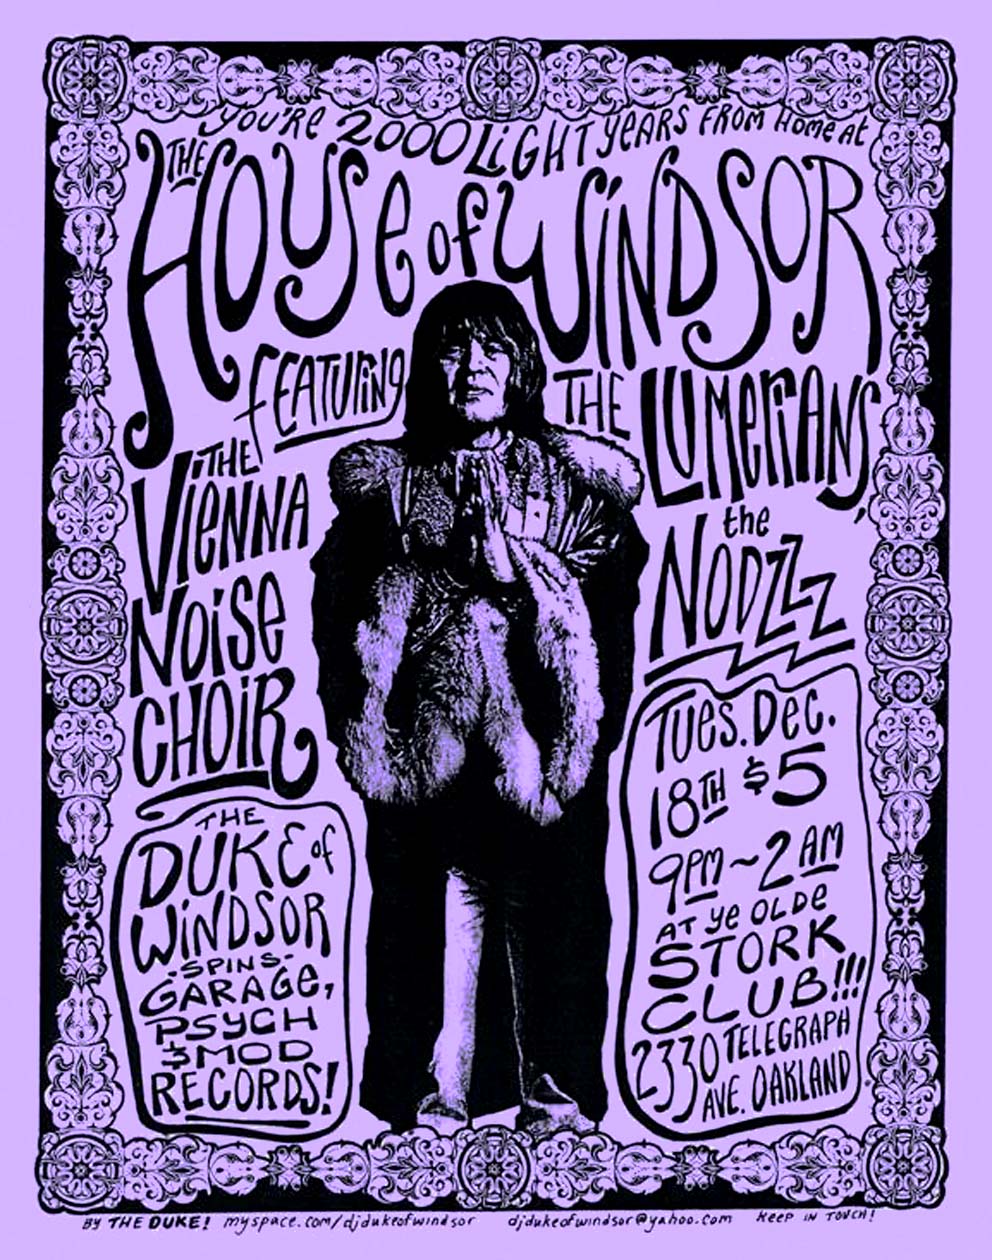 you're 2000 Light Years From Home at
THE
House of Windsor
Featuring
THE
Vienna
Noise
Choir
THE
Lumerians,
the
Nodzzz
THE
Duke of
Windsor
-SPINS-
Garage,
Psych
$ Mod
Records!
Tues. Dec.
18TH $5
9PM ~ 2 AM
at ye olde
Stork
Club!!!
2330 Telegraph
Ave. Oakland
By THE DUKE! myspace.com/djdukeofwindsor djdukeofwindsor@yahoo.com Keep in touch!